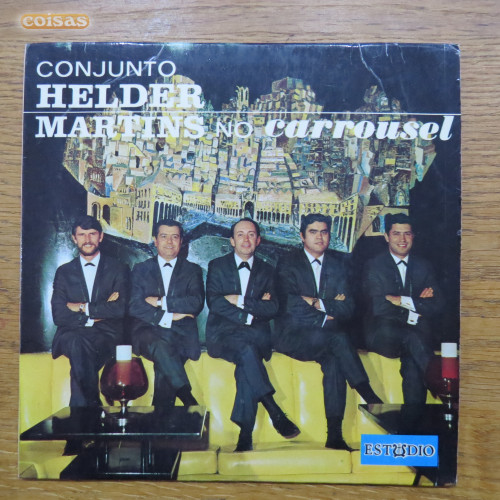 coisas
CONJUNTO
HELDER
MARTINS NO carrousel
ESTÚDIO